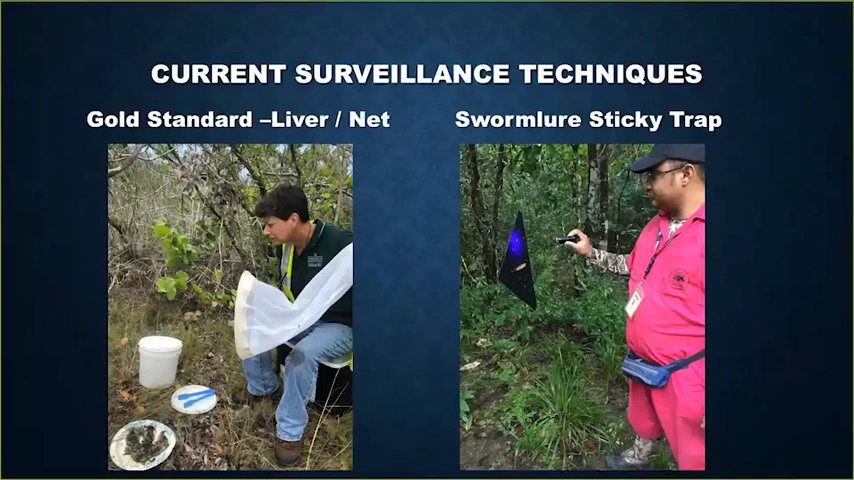 CURRENT SURVEILLANCE TECHNIQUES
Gold Standard –Liver / Net
Swormlure Sticky Trap